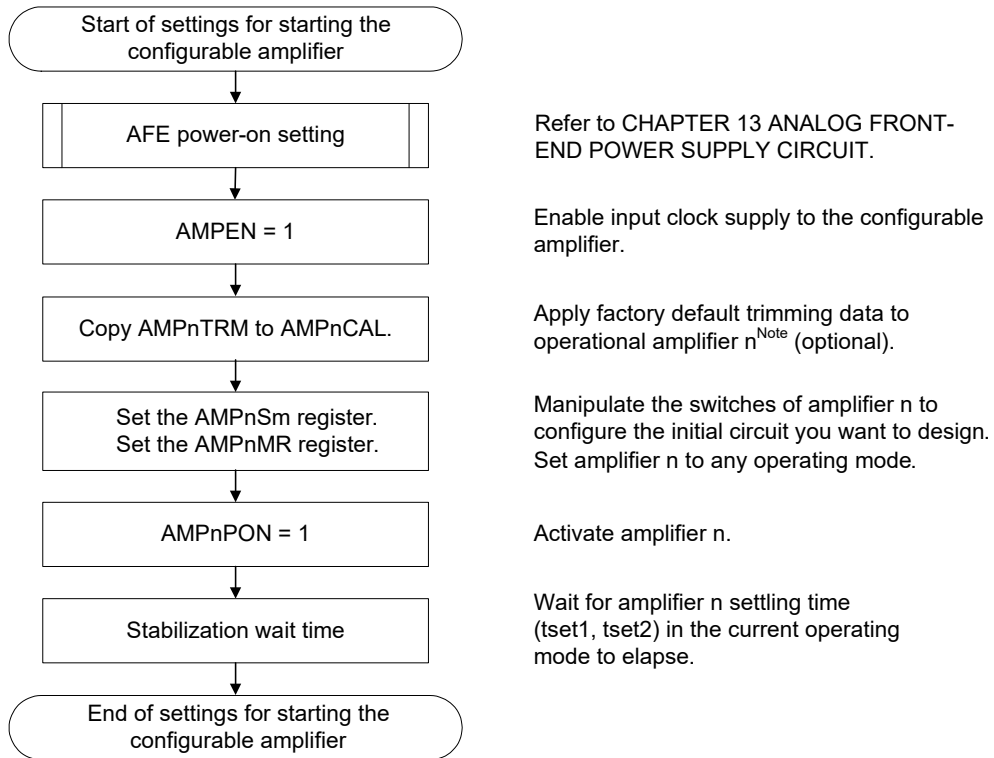 Start of settings for starting the
configurable amplifier
AFE power-on setting
Refer to CHAPTER 13 ANALOG FRONT-
END POWER SUPPLY CIRCUIT.
AMPEN = 1
Enable input clock supply to the configurable
amplifier.
Copy AMPnTRM to AMPnCAL.
Apply factory default trimming data to
operational amplifier nNote (optional).
Set the AMPnSm register.
Set the AMPnMR register.
Manipulate the switches of amplifier n to
configure the initial circuit you want to design.
Set amplifier n to any operating mode.
AMPnPON = 1
Activate amplifier n.
Stabilization wait time
Wait for amplifier n settling time
(tset1, tset2) in the current operating
mode to elapse.
End of settings for starting the
configurable amplifier